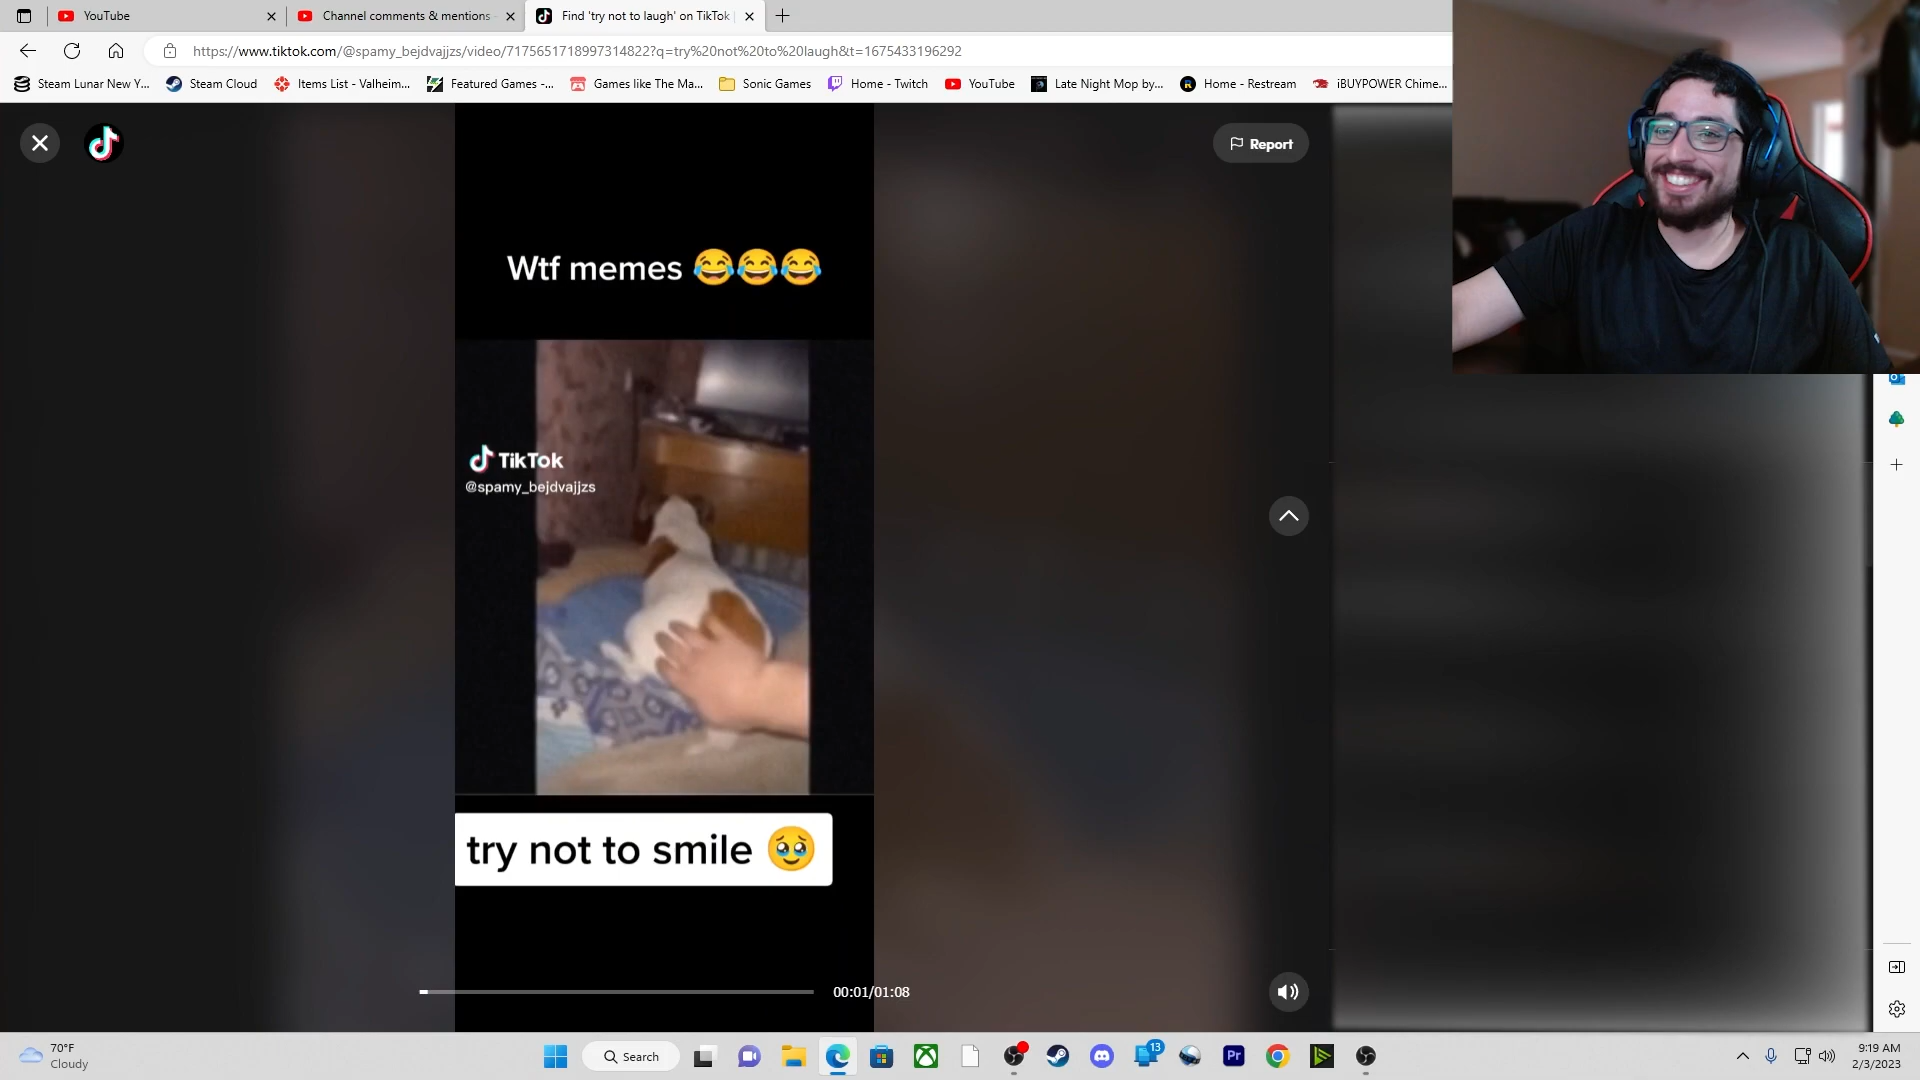 YouTube
Channel comments & mentions -
Find 'try not to laugh' on TikTok |
https://www.tiktok.com/@spamy_bejdvajjzs/video/7175651718997314822?q=try%20not%20to%20laugh&t=1675433196292
Steam Lunar New Y...
Steam Cloud
Items List - Valheim...
Featured Games -...
Games like The Ma...
Sonic Games
Home - Twitch
YouTube
Late Night Mop by...
Home - Restream
iBUYPOWER Chime...
Report
Wtf memes 😂😂😂
TikTok
@spamy_bejdvajjzs
try not to smile 🥹
00:01/01:08
70°F
Cloudy
Search
13
Pr
9:19 AM
2/3/2023